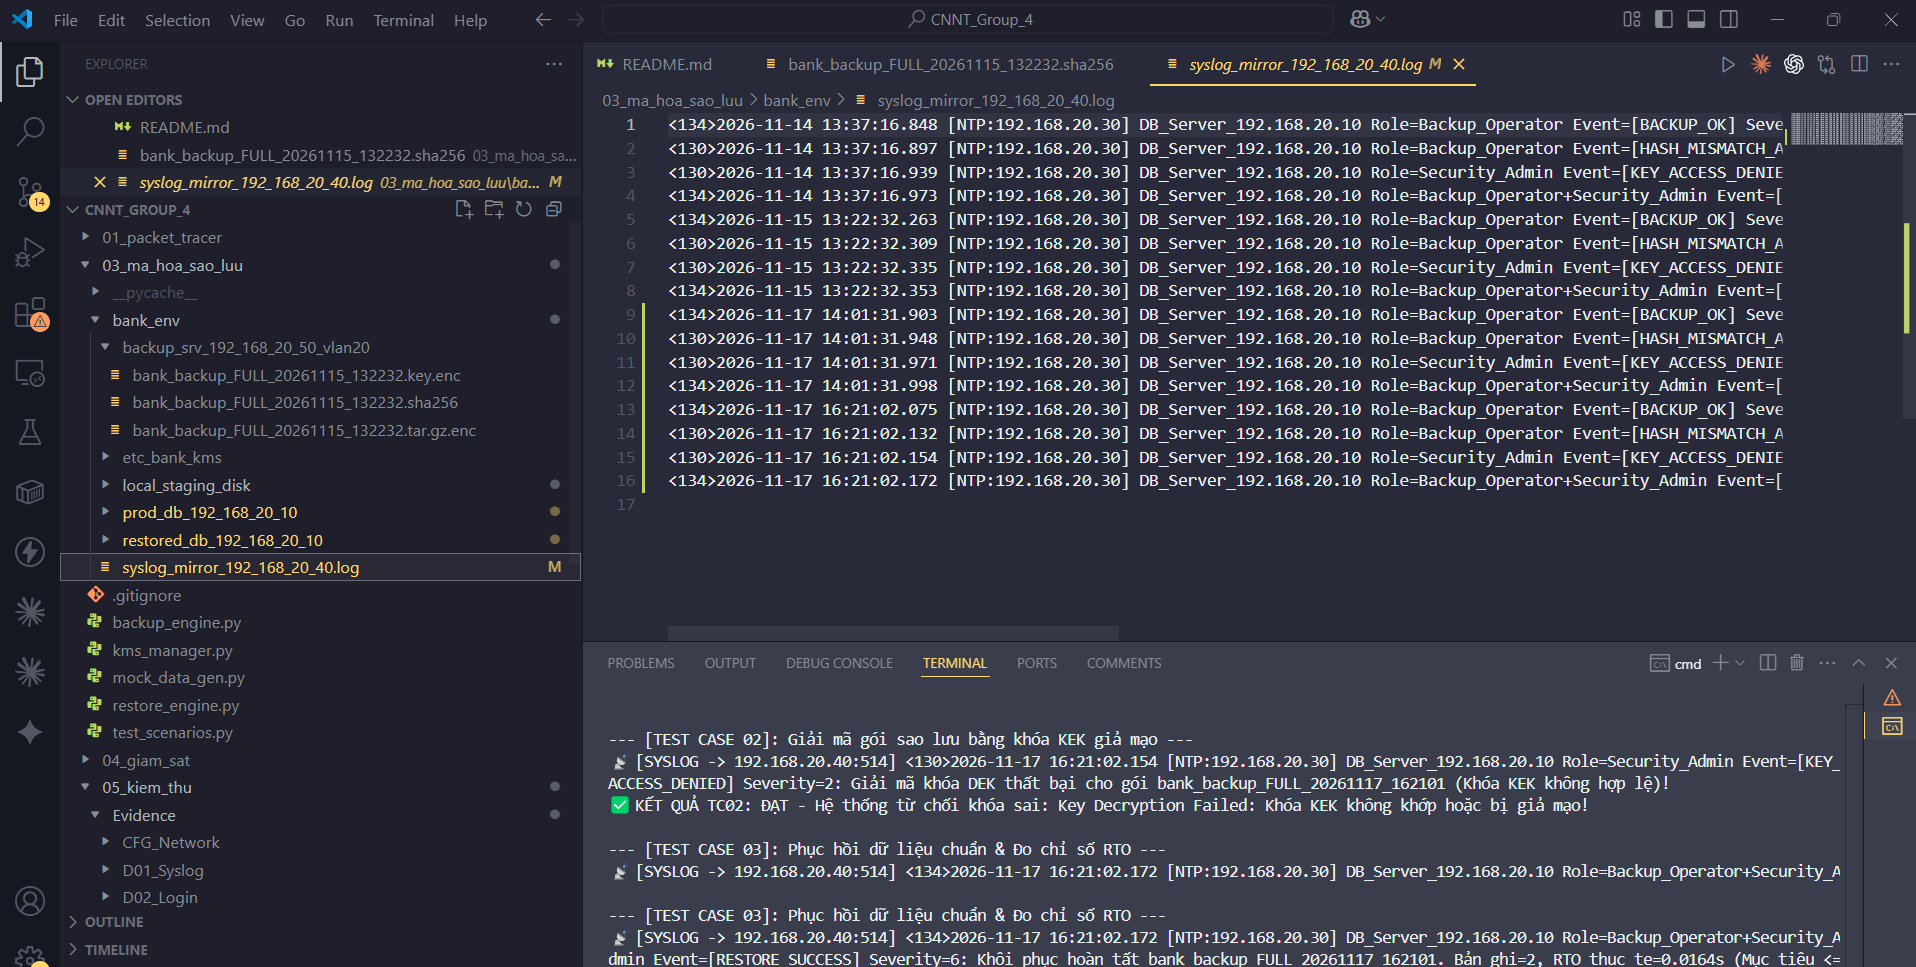 File Edit Selection View Go Run Terminal Help
CNNT_Group_4
EXPLORER
OPEN EDITORS
README.md
bank_backup_FULL_20261115_132232.sha256 03_ma_hoa_sa...
syslog_mirror_192_168_20_40.log 03_ma_hoa_sao_luu\ba... M
14
CNNT_GROUP_4
01_packet_tracer
03_ma_hoa_sao_luu
__pycache__
bank_env
backup_srv_192_168_20_50_vlan20
bank_backup_FULL_20261115_132232.key.enc
bank_backup_FULL_20261115_132232.sha256
bank_backup_FULL_20261115_132232.tar.gz.enc
etc_bank_kms
local_staging_disk
prod_db_192_168_20_10
restored_db_192_168_20_10
syslog_mirror_192_168_20_40.log M
.gitignore
backup_engine.py
kms_manager.py
mock_data_gen.py
restore_engine.py
test_scenarios.py
04_giam_sat
05_kiem_thu
Evidence
CFG_Network
D01_Syslog
D02_Login
OUTLINE
TIMELINE
README.md bank_backup_FULL_20261115_132232.sha256 syslog_mirror_192_168_20_40.log M
03_ma_hoa_sao_luu > bank_env > syslog_mirror_192_168_20_40.log
1 <134>2026-11-14 13:37:16.848 [NTP:192.168.20.30] DB_Server_192.168.20.10 Role=Backup_Operator Event=[BACKUP_OK] Seve
2 <130>2026-11-14 13:37:16.897 [NTP:192.168.20.30] DB_Server_192.168.20.10 Role=Backup_Operator Event=[HASH_MISMATCH_A
3 <130>2026-11-14 13:37:16.939 [NTP:192.168.20.30] DB_Server_192.168.20.10 Role=Security_Admin Event=[KEY_ACCESS_DENIE
4 <134>2026-11-14 13:37:16.973 [NTP:192.168.20.30] DB_Server_192.168.20.10 Role=Backup_Operator+Security_Admin Event=[
5 <134>2026-11-15 13:22:32.263 [NTP:192.168.20.30] DB_Server_192.168.20.10 Role=Backup_Operator Event=[BACKUP_OK] Seve
6 <130>2026-11-15 13:22:32.309 [NTP:192.168.20.30] DB_Server_192.168.20.10 Role=Backup_Operator Event=[HASH_MISMATCH_A
7 <130>2026-11-15 13:22:32.335 [NTP:192.168.20.30] DB_Server_192.168.20.10 Role=Security_Admin Event=[KEY_ACCESS_DENIE
8 <134>2026-11-15 13:22:32.353 [NTP:192.168.20.30] DB_Server_192.168.20.10 Role=Backup_Operator+Security_Admin Event=[
9 <134>2026-11-17 14:01:31.903 [NTP:192.168.20.30] DB_Server_192.168.20.10 Role=Backup_Operator Event=[BACKUP_OK] Seve
10 <130>2026-11-17 14:01:31.948 [NTP:192.168.20.30] DB_Server_192.168.20.10 Role=Backup_Operator Event=[HASH_MISMATCH_A
11 <130>2026-11-17 14:01:31.971 [NTP:192.168.20.30] DB_Server_192.168.20.10 Role=Security_Admin Event=[KEY_ACCESS_DENIE
12 <134>2026-11-17 14:01:31.998 [NTP:192.168.20.30] DB_Server_192.168.20.10 Role=Backup_Operator+Security_Admin Event=[
13 <134>2026-11-17 16:21:02.075 [NTP:192.168.20.30] DB_Server_192.168.20.10 Role=Backup_Operator Event=[BACKUP_OK] Seve
14 <130>2026-11-17 16:21:02.132 [NTP:192.168.20.30] DB_Server_192.168.20.10 Role=Backup_Operator Event=[HASH_MISMATCH_A
15 <130>2026-11-17 16:21:02.154 [NTP:192.168.20.30] DB_Server_192.168.20.10 Role=Security_Admin Event=[KEY_ACCESS_DENIE
16 <134>2026-11-17 16:21:02.172 [NTP:192.168.20.30] DB_Server_192.168.20.10 Role=Backup_Operator+Security_Admin Event=[
17
PROBLEMS OUTPUT DEBUG CONSOLE TERMINAL PORTS COMMENTS
cmd
--- [TEST CASE 02]: Giải mã gói sao lưu bằng khóa KEK giả mạo ---
[SYSLOG -> 192.168.20.40:514] <130>2026-11-17 16:21:02.154 [NTP:192.168.20.30] DB_Server_192.168.20.10 Role=Security_Admin Event=[KEY_
ACCESS_DENIED] Severity=2: Giải mã khóa DEK thất bại cho gói bank_backup_FULL_20261117_162101 (Khóa KEK không hợp lệ)!
✅ KẾT QUẢ TC02: ĐẠT - Hệ thống từ chối khóa sai: Key Decryption Failed: Khóa KEK không khớp hoặc bị giả mạo!
--- [TEST CASE 03]: Phục hồi dữ liệu chuẩn & Đo chỉ số RTO ---
[SYSLOG -> 192.168.20.40:514] <134>2026-11-17 16:21:02.172 [NTP:192.168.20.30] DB_Server_192.168.20.10 Role=Backup_Operator+Security_A
--- [TEST CASE 03]: Phục hồi dữ liệu chuẩn & Đo chỉ số RTO ---
[SYSLOG -> 192.168.20.40:514] <134>2026-11-17 16:21:02.172 [NTP:192.168.20.30] DB_Server_192.168.20.10 Role=Backup_Operator+Security_A
dmin Event=[RESTORE_SUCCESS] Severity=6: Khôi phục hoàn tất bank_backup_FULL_20261117_162101. Bản ghi=2, RTO thực tế=0.0164s (Mục tiêu <=